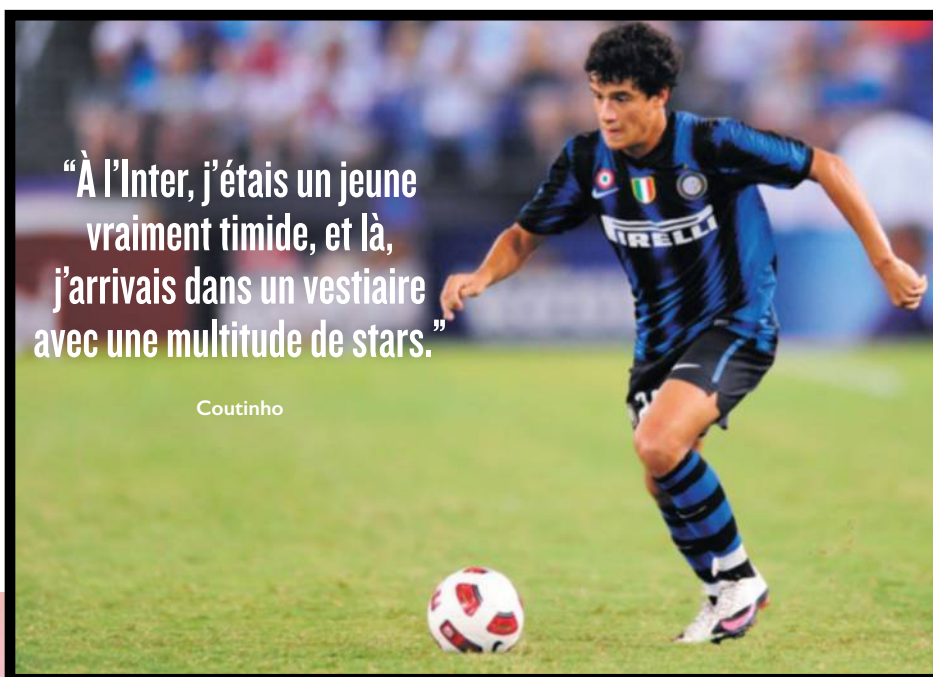 “À l’Inter, j’étais un jeune
vraiment timide, et là,
j’arrivais dans un vestiaire
avec une multitude de stars.”
Coutinho
PIRELLI